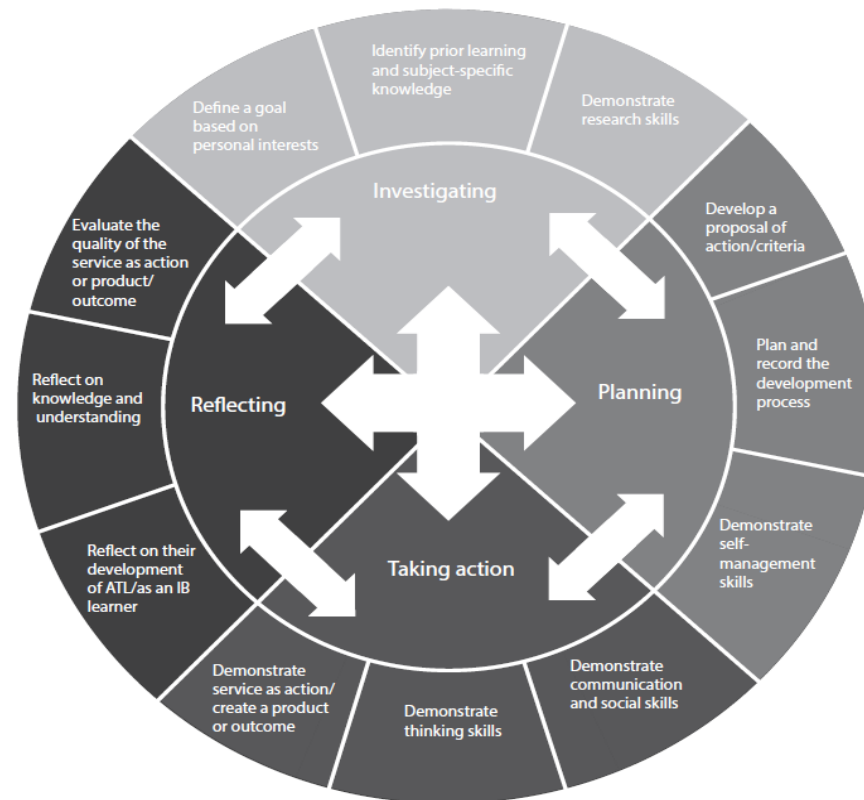 Define a goal
based on
personal interests
Identify prior learning
and subject-specific
knowledge
Demonstrate
research skills
Investigating
Develop a
proposal of
action/criteria
Plan and
record the
development
process
Demonstrate
self-
management
skills
Planning
Demonstrate
communication
and social skills
Demonstrate
thinking skills
Demonstrate
service as action/
create a product
or outcome
Taking action
Reflect on their
development
of ATL/as an IB
learner
Reflect on
knowledge and
understanding
Evaluate the
quality of the
service as action
or product/
outcome
Reflecting